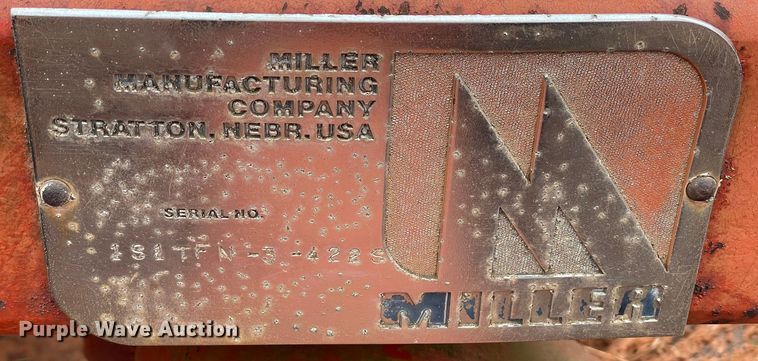 MILLER
MANUFACTURING
COMPANY
STRATTON, NEBR. USA
SERIAL NO.
MILLER
Purple Wave Auction